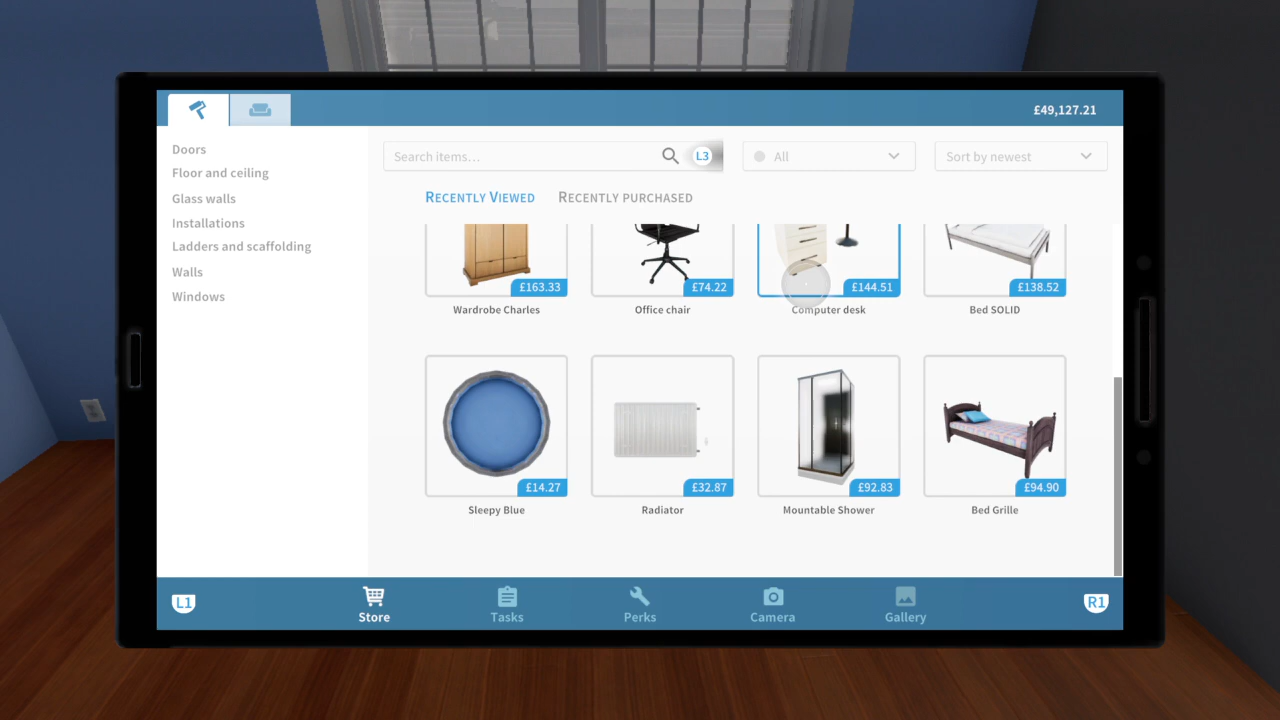 £49,127.21
Doors
Floor and ceiling
Glass walls
Installations
Ladders and scaffolding
Walls
Windows
Search items...
L3
All
Sort by newest
Recently Viewed
Recently purchased
£163.33
£74.22
£144.51
£138.52
Wardrobe Charles
Office chair
Computer desk
Bed SOLID
£14.27
£32.87
£92.83
£94.90
Sleepy Blue
Radiator
Mountable Shower
Bed Grille
L1
Store
Tasks
Perks
Camera
Gallery
R1